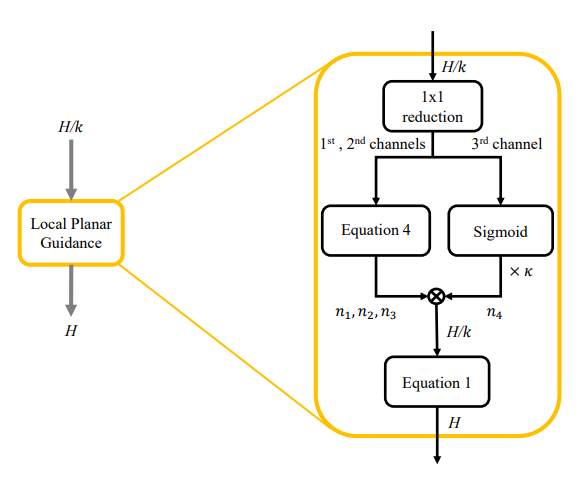 H/k
Local Planar
Guidance
H
H/k
1x1
reduction
1st , 2nd channels
3rd channel
Equation 4
Sigmoid
× κ
n1, n2, n3
n4
H/k
Equation 1
H